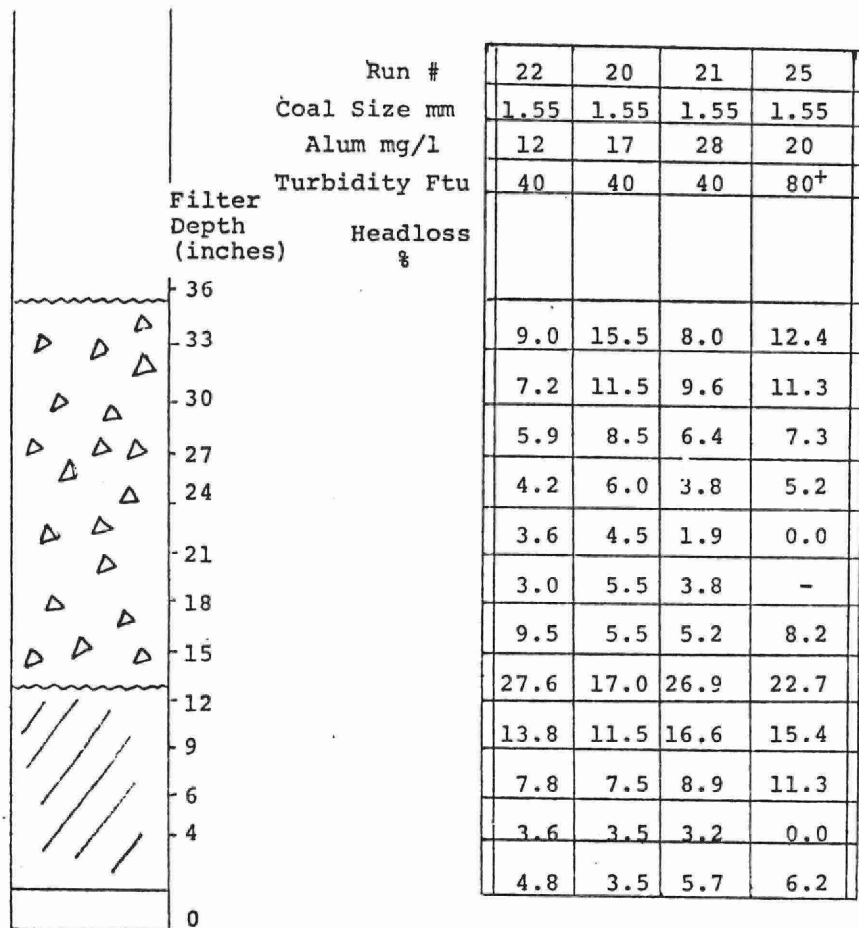 Run # 22 20 21 25
Coal Size mm 1.55 1.55 1.55 1.55
Alum mg/l 12 17 28 20
Turbidity Ftu 40 40 40 80+
Filter
Depth
(inches)
Headloss
%
36
33 9.0 15.5 8.0 12.4
30 7.2 11.5 9.6 11.3
27 5.9 8.5 6.4 7.3
24 4.2 6.0 3.8 5.2
21 3.6 4.5 1.9 0.0
18 3.0 5.5 3.8 -
15 9.5 5.5 5.2 8.2
12 27.6 17.0 26.9 22.7
9 13.8 11.5 16.6 15.4
6 7.8 7.5 8.9 11.3
4 3.6 3.5 3.2 0.0
0 4.8 3.5 5.7 6.2